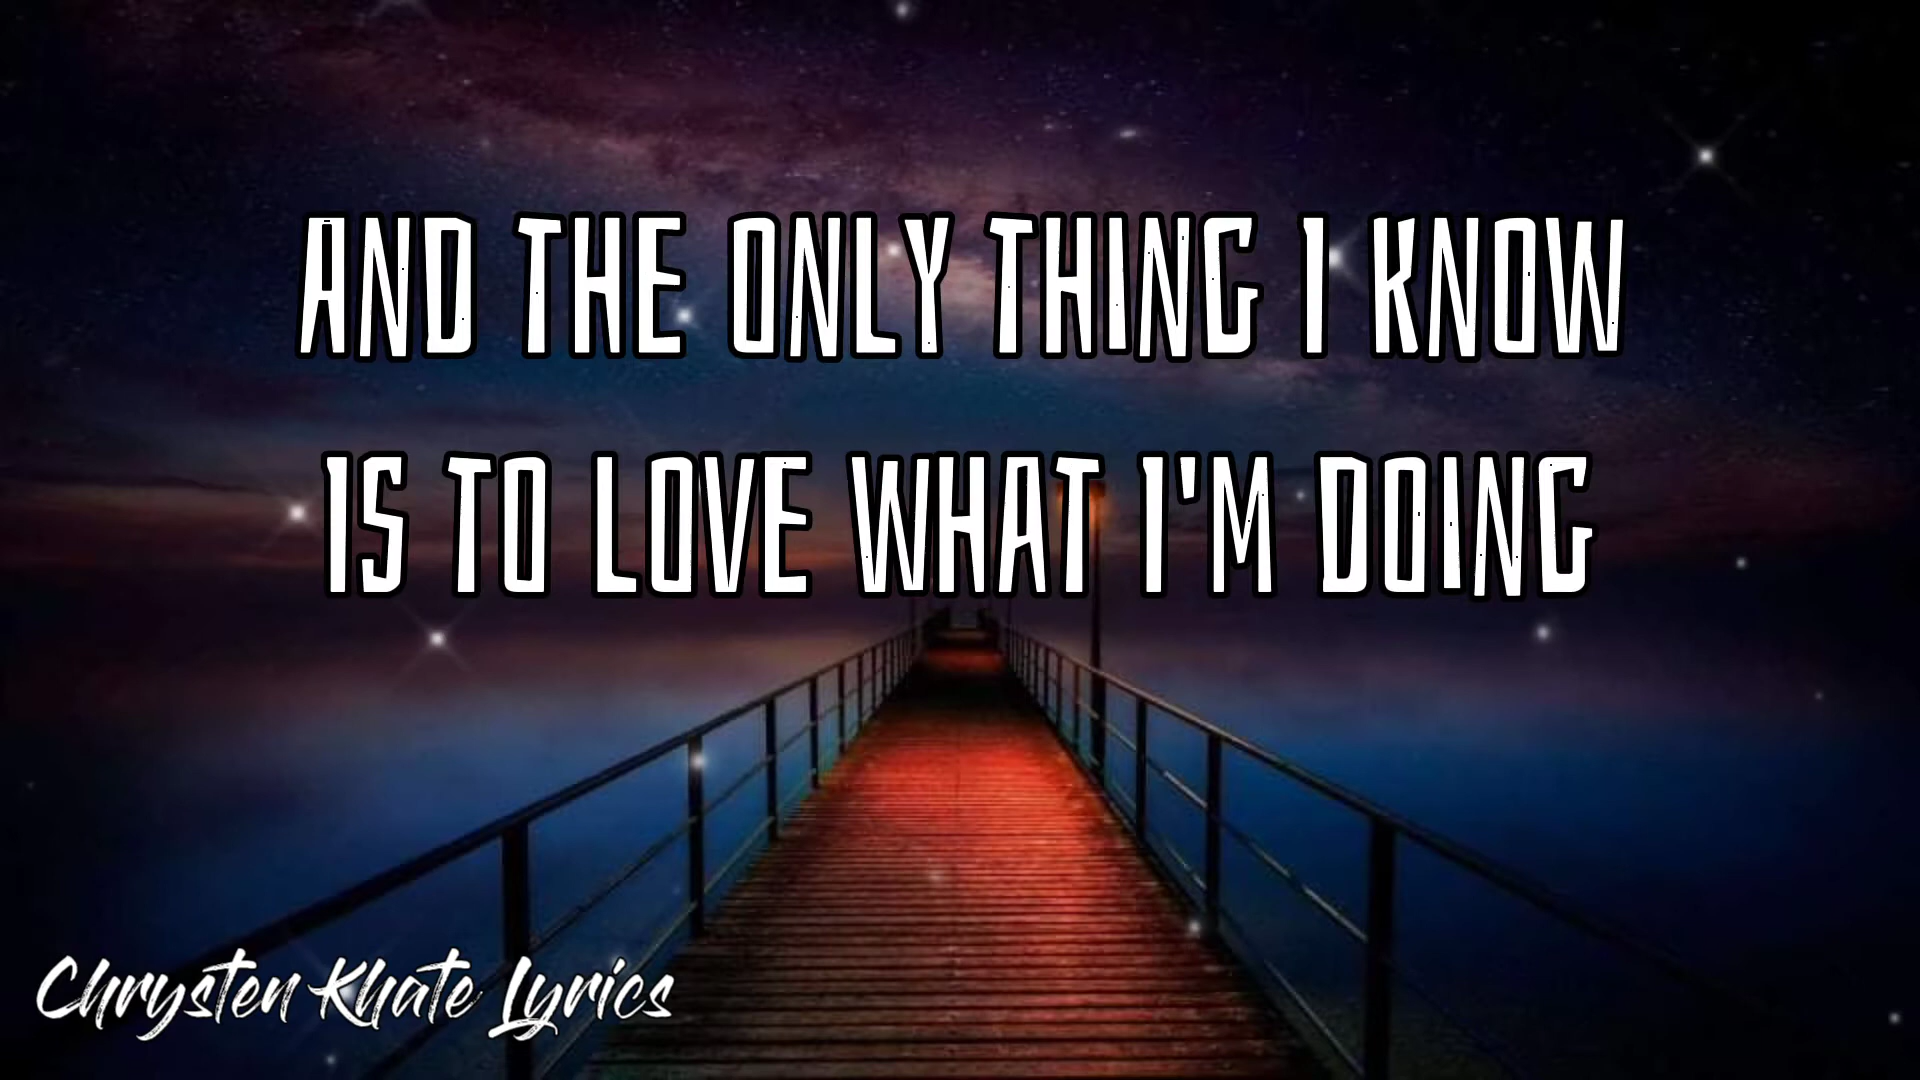 AND THE ONLY THING I KNOW
IS TO LOVE WHAT I'M DOING
Chrysten Khate Lyrics